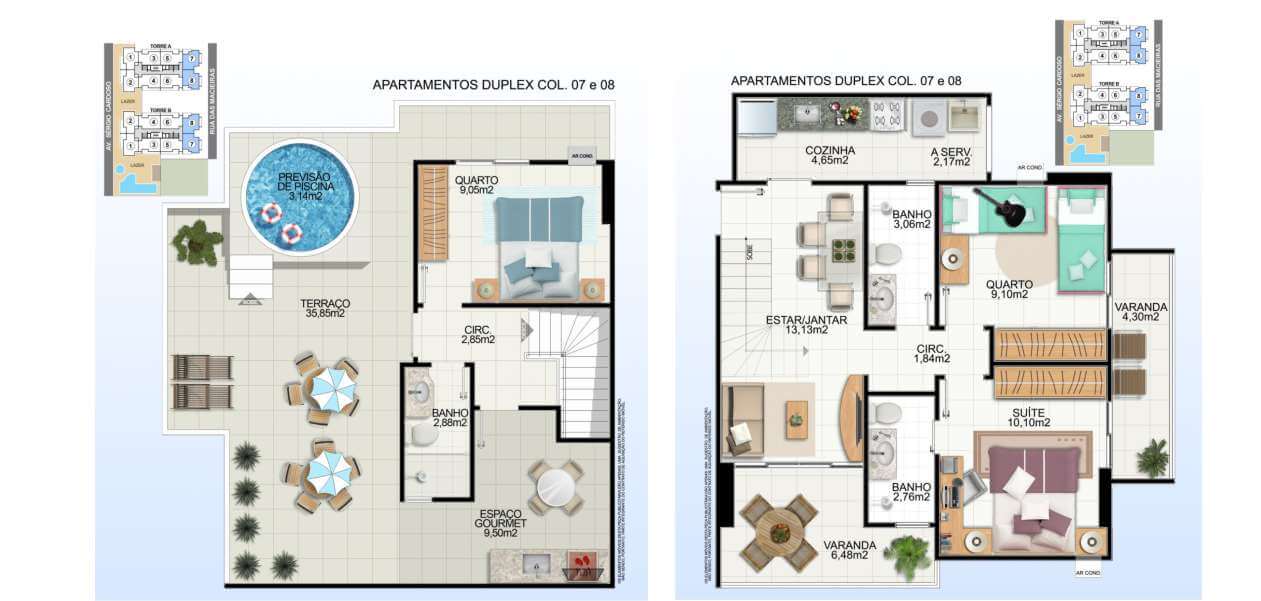 TORRE A
1
3
5
7
2
4
6
8
LAZER
TORRE B
2
4
6
8
1
3
5
7
LAZER
AV. SERGIO CARDOSO
RUA DAS MACIEIRAS
APARTAMENTOS DUPLEX COL. 07 e 08
AR COND.
PREVISÃO
DE PISCINA
3,14m2
QUARTO
9,05m2
TERRAÇO
35,85m2
CIRC.
2,85m2
BANHO
2,88m2
ESPAÇO
GOURMET
9,50m2
TORRE A
1
3
5
7
2
4
6
8
LAZER
TORRE B
2
4
6
8
1
3
5
7
LAZER
AV. SERGIO CARDOSO
RUA DAS MACIEIRAS
APARTAMENTOS DUPLEX COL. 07 e 08
COZINHA
4,65m2
A SERV.
2,17m2
AR COND.
BANHO
3,06m2
SOBE
QUARTO
9,10m2
VARANDA
4,30m2
ESTAR/JANTAR
13,13m2
CIRC.
1,84m2
SUÍTE
10,10m2
BANHO
2,76m2
VARANDA
6,48m2
AR COND.